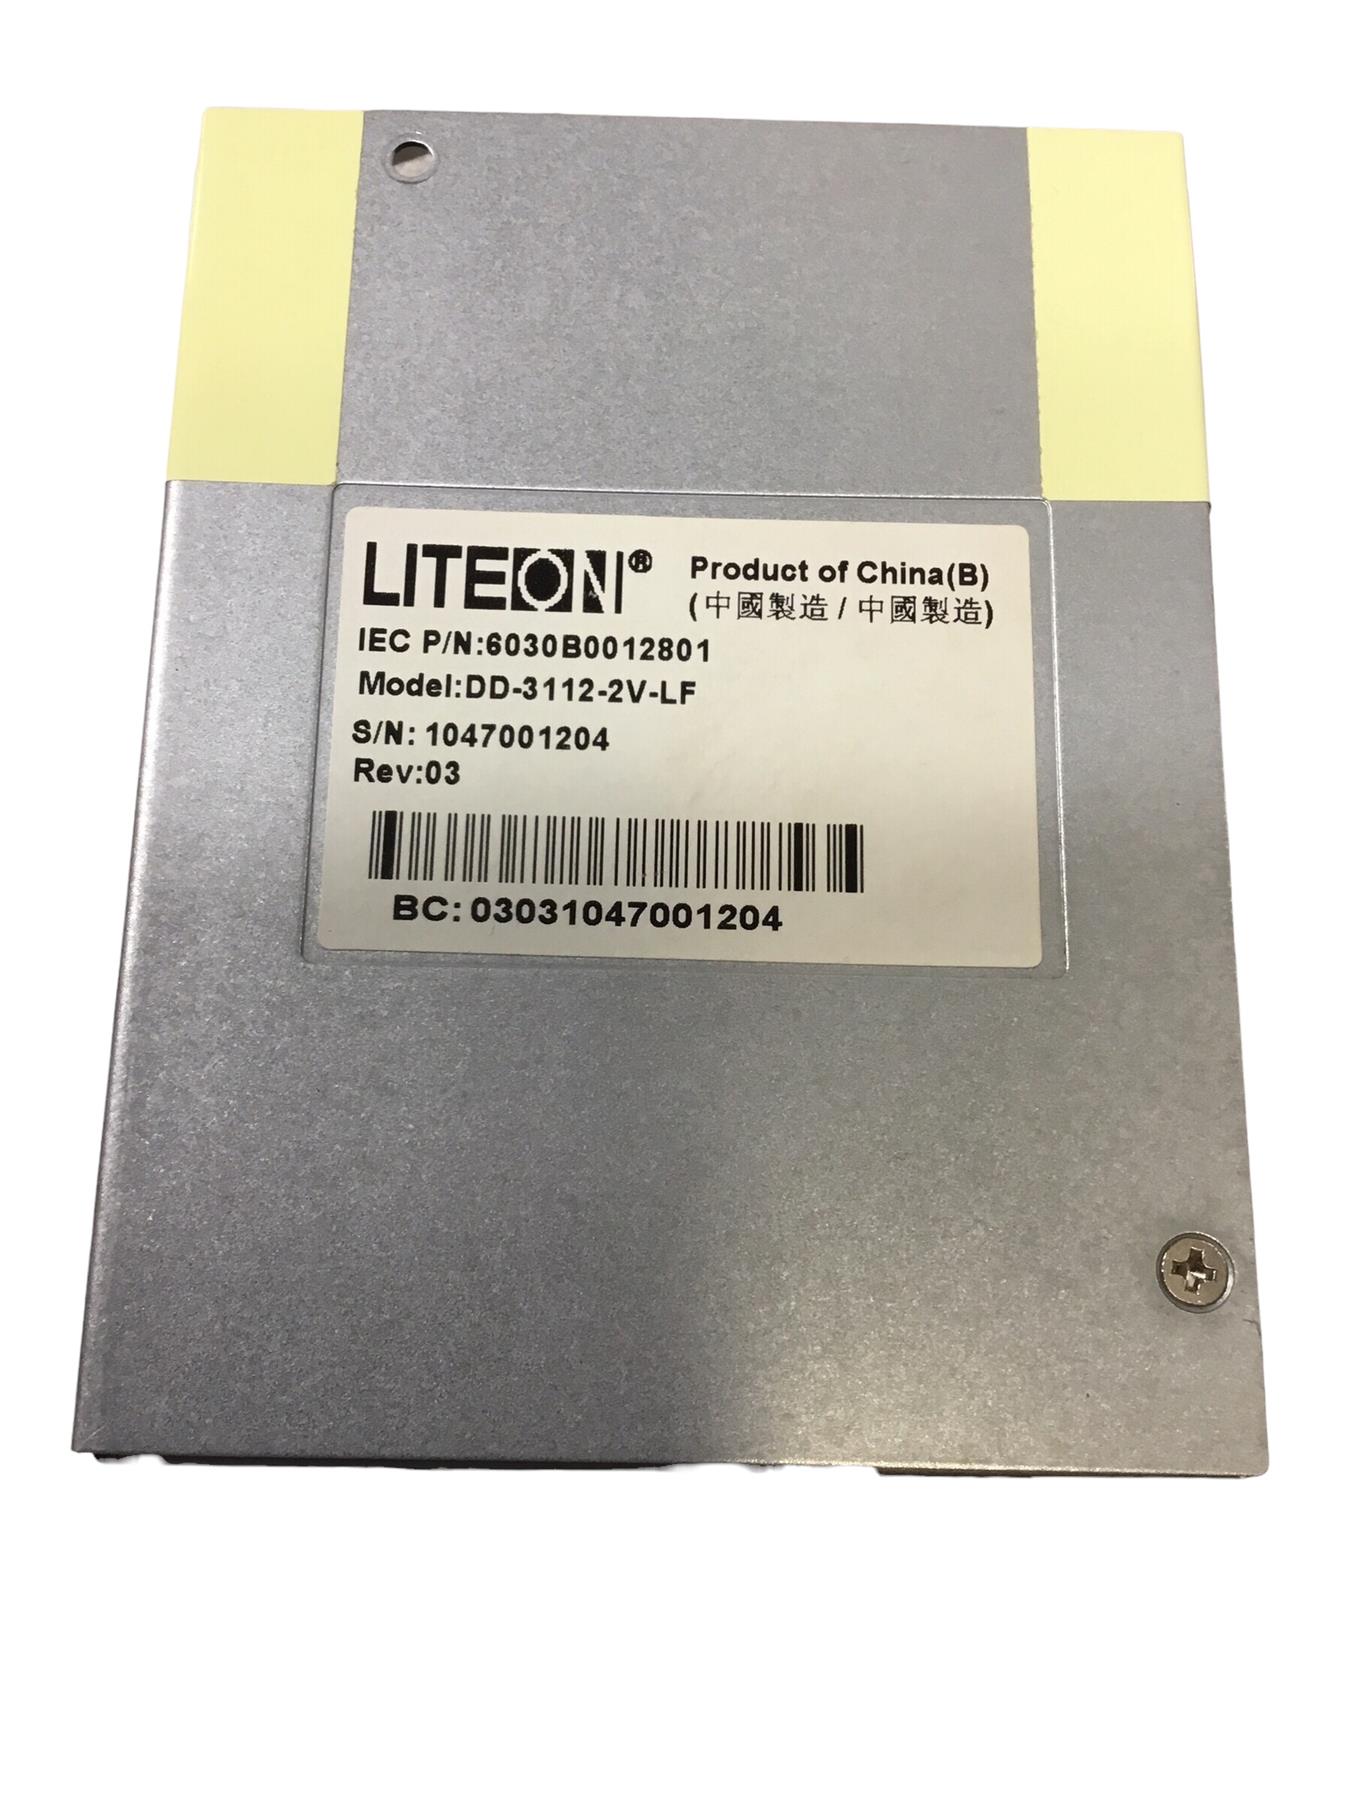 LITEON®
Product of China(B)
(中國製造 / 中國製造)
IEC P/N:6030B0012801
Model:DD-3112-2V-LF
S/N: 1047001204
Rev:03
BC: 03031047001204